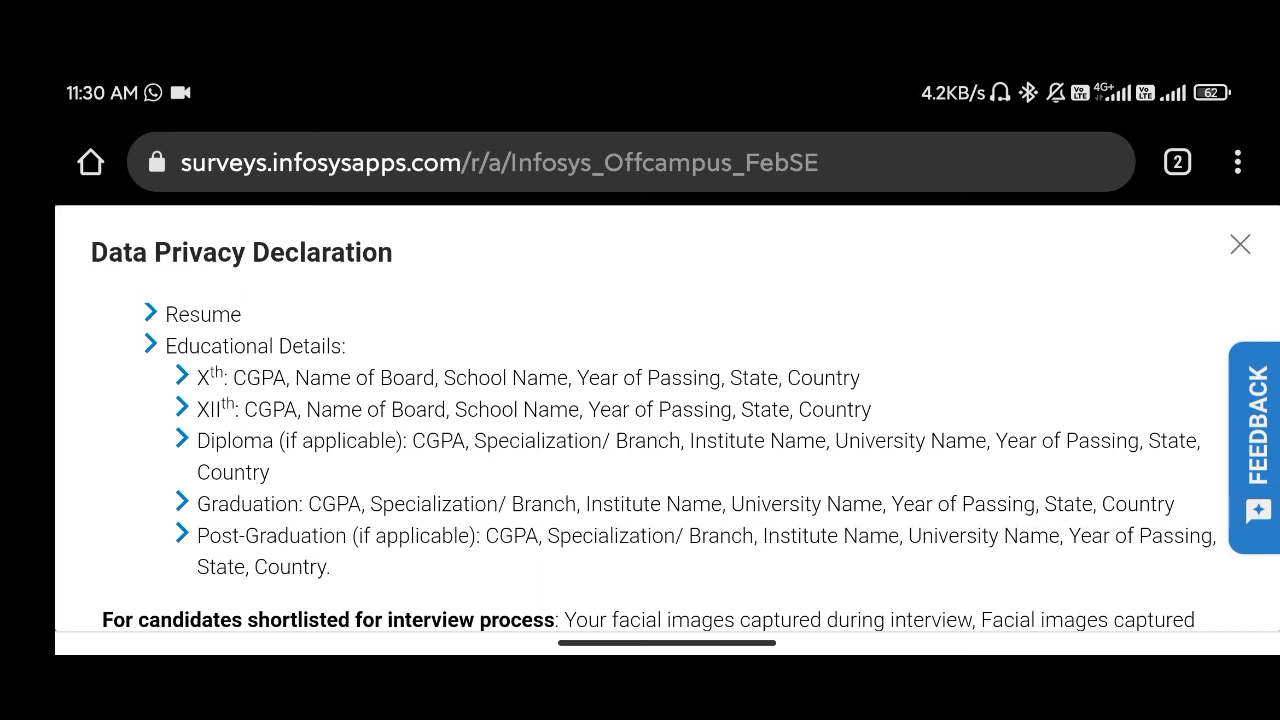 11:30 AM
4.2KB/s 4G+ Vo LTE Vo LTE 62
surveys.infosysapps.com/r/a/Infosys_Offcampus_FebSE
2
Data Privacy Declaration
Resume
Educational Details:
Xth: CGPA, Name of Board, School Name, Year of Passing, State, Country
XIIth: CGPA, Name of Board, School Name, Year of Passing, State, Country
Diploma (if applicable): CGPA, Specialization/ Branch, Institute Name, University Name, Year of Passing, State,
Country
Graduation: CGPA, Specialization/ Branch, Institute Name, University Name, Year of Passing, State, Country
Post-Graduation (if applicable): CGPA, Specialization/ Branch, Institute Name, University Name, Year of Passing,
State, Country.
For candidates shortlisted for interview process: Your facial images captured during interview, Facial images captured
FEEDBACK